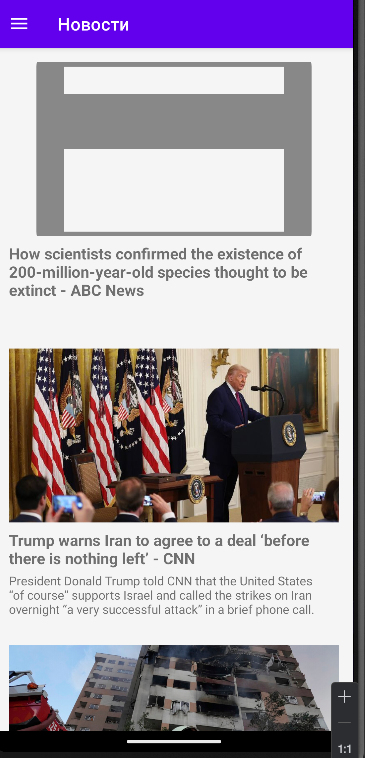 Новости
How scientists confirmed the existence of
200-million-year-old species thought to be
extinct - ABC News
Trump warns Iran to agree to a deal ‘before
there is nothing left’ - CNN
President Donald Trump told CNN that the United States
“of course” supports Israel and called the strikes on Iran
overnight “a very successful attack” in a brief phone call.
1:1